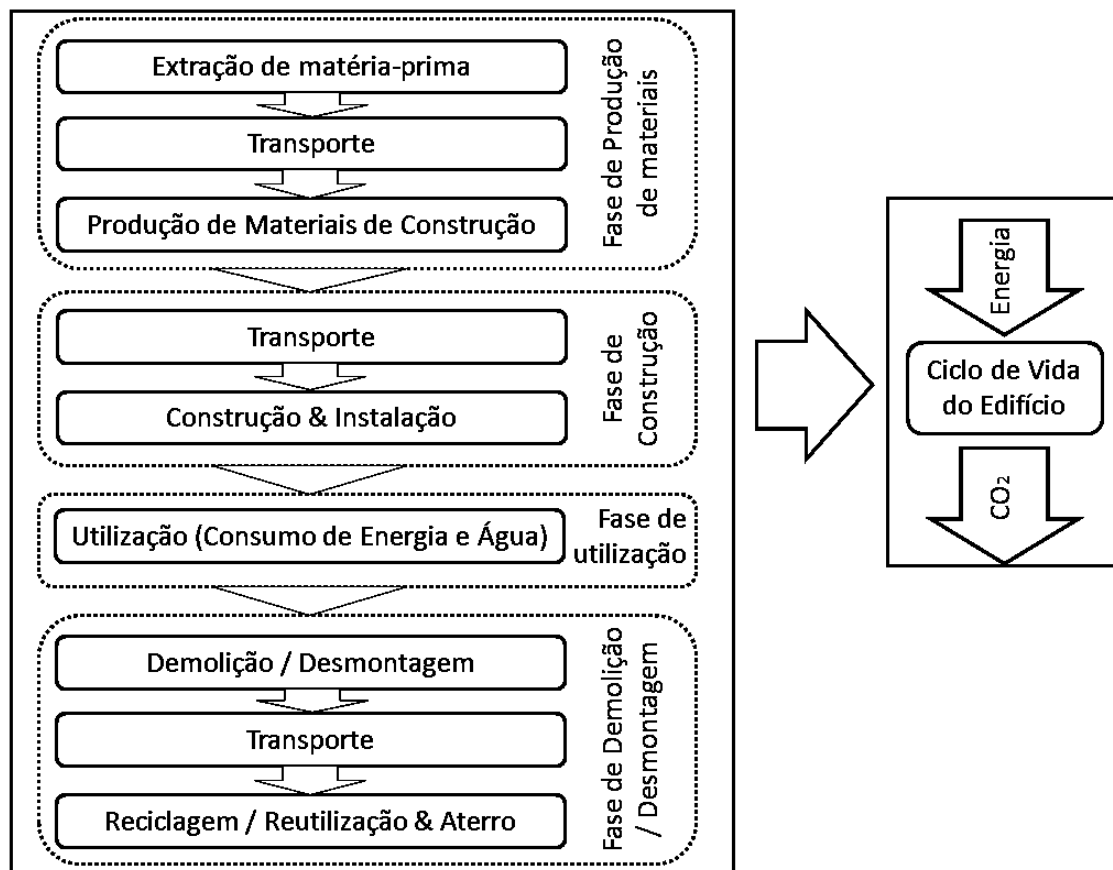 Extração de matéria-prima
Transporte
Produção de Materiais de Construção
Fase de Produção
de materiais
Transporte
Construção & Instalação
Fase de
Construção
Utilização (Consumo de Energia e Água)
Fase de
utilização
Demolição / Desmontagem
Transporte
Reciclagem / Reutilização & Aterro
Fase de Demolição
/ Desmontagem
Energia
Ciclo de Vida
do Edifício
CO₂